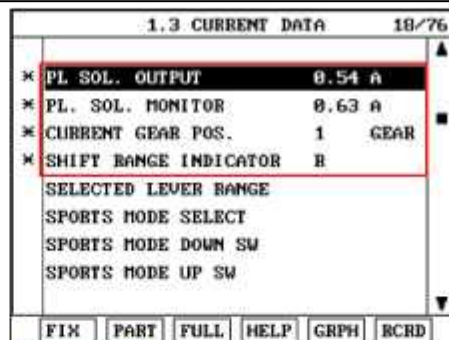 1.3 CURRENT DATA 18/76
* PL SOL. OUTPUT 0.54 A
* PL. SOL. MONITOR 0.63 A
* CURRENT GEAR POS. 1 GEAR
* SHIFT RANGE INDICATOR R
SELECTED LEVER RANGE
SPORTS MODE SELECT
SPORTS MODE DOWN SW
SPORTS MODE UP SW
FIX PART FULL HELP GRPH RCRD